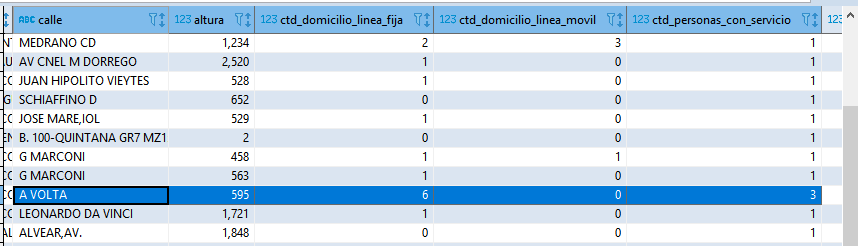 ABC calle 123 altura 123 ctd_domicilio_linea_fija 123 ctd_domicilio_linea_movil 123 ctd_personas_con_servicio 123
MEDRANO CD 1,234 2 3 1
AV CNEL M DORREGO 2,520 1 0 1
JUAN HIPOLITO VIEYTES 528 1 0 1
SCHIAFFINO D 652 0 0 1
JOSE MARE,IOL 529 1 0 1
B. 100-QUINTANA GR7 MZ1 2 0 0 1
G MARCONI 458 1 1 1
G MARCONI 563 1 0 1
A VOLTA 595 6 0 3
LEONARDO DA VINCI 1,721 1 0 1
ALVEAR,AV. 1,848 0 0 1